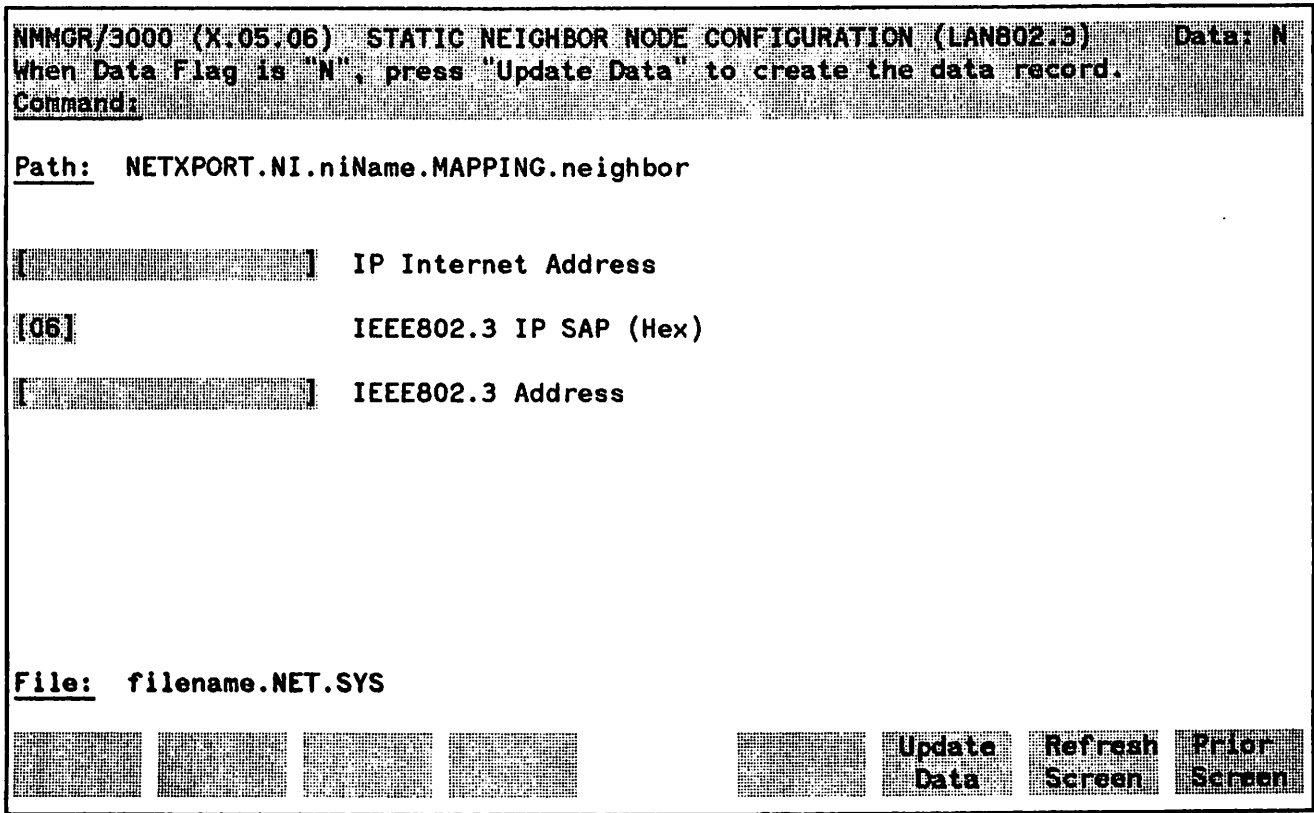 NMMGR/3000 (X.05.06) STATIC NEIGHBOR NODE CONFIGURATION (LAN802.3) Data: N
When Data Flag is "N", press "Update Data" to create the data record.
Command:
Path: NETXPORT.NI.niName.MAPPING.neighbor
[ ] IP Internet Address
[06] IEEE802.3 IP SAP (Hex)
[ ] IEEE802.3 Address
File: filename.NET.SYS
Update Refresh Prior
Data Screen Screen